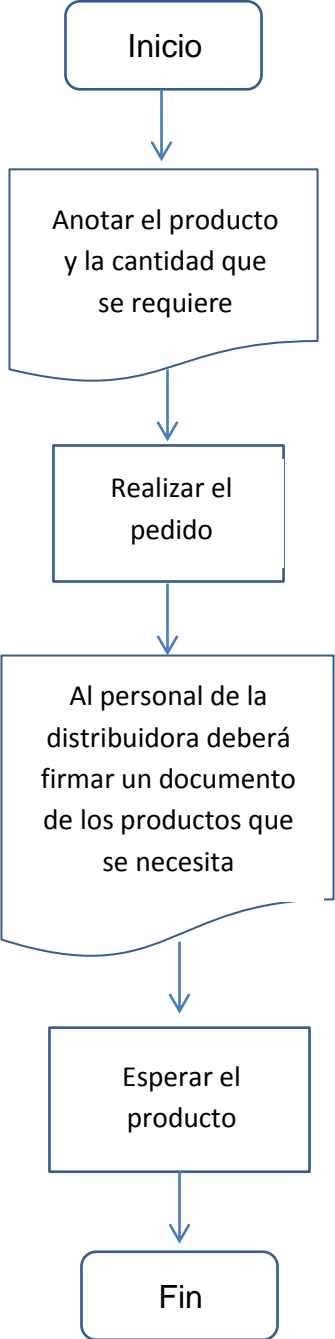 Inicio
Anotar el producto
y la cantidad que
se requiere
Realizar el
pedido
Al personal de la
distribuidora deberá
firmar un documento
de los productos que
se necesita
Esperar el
producto
Fin